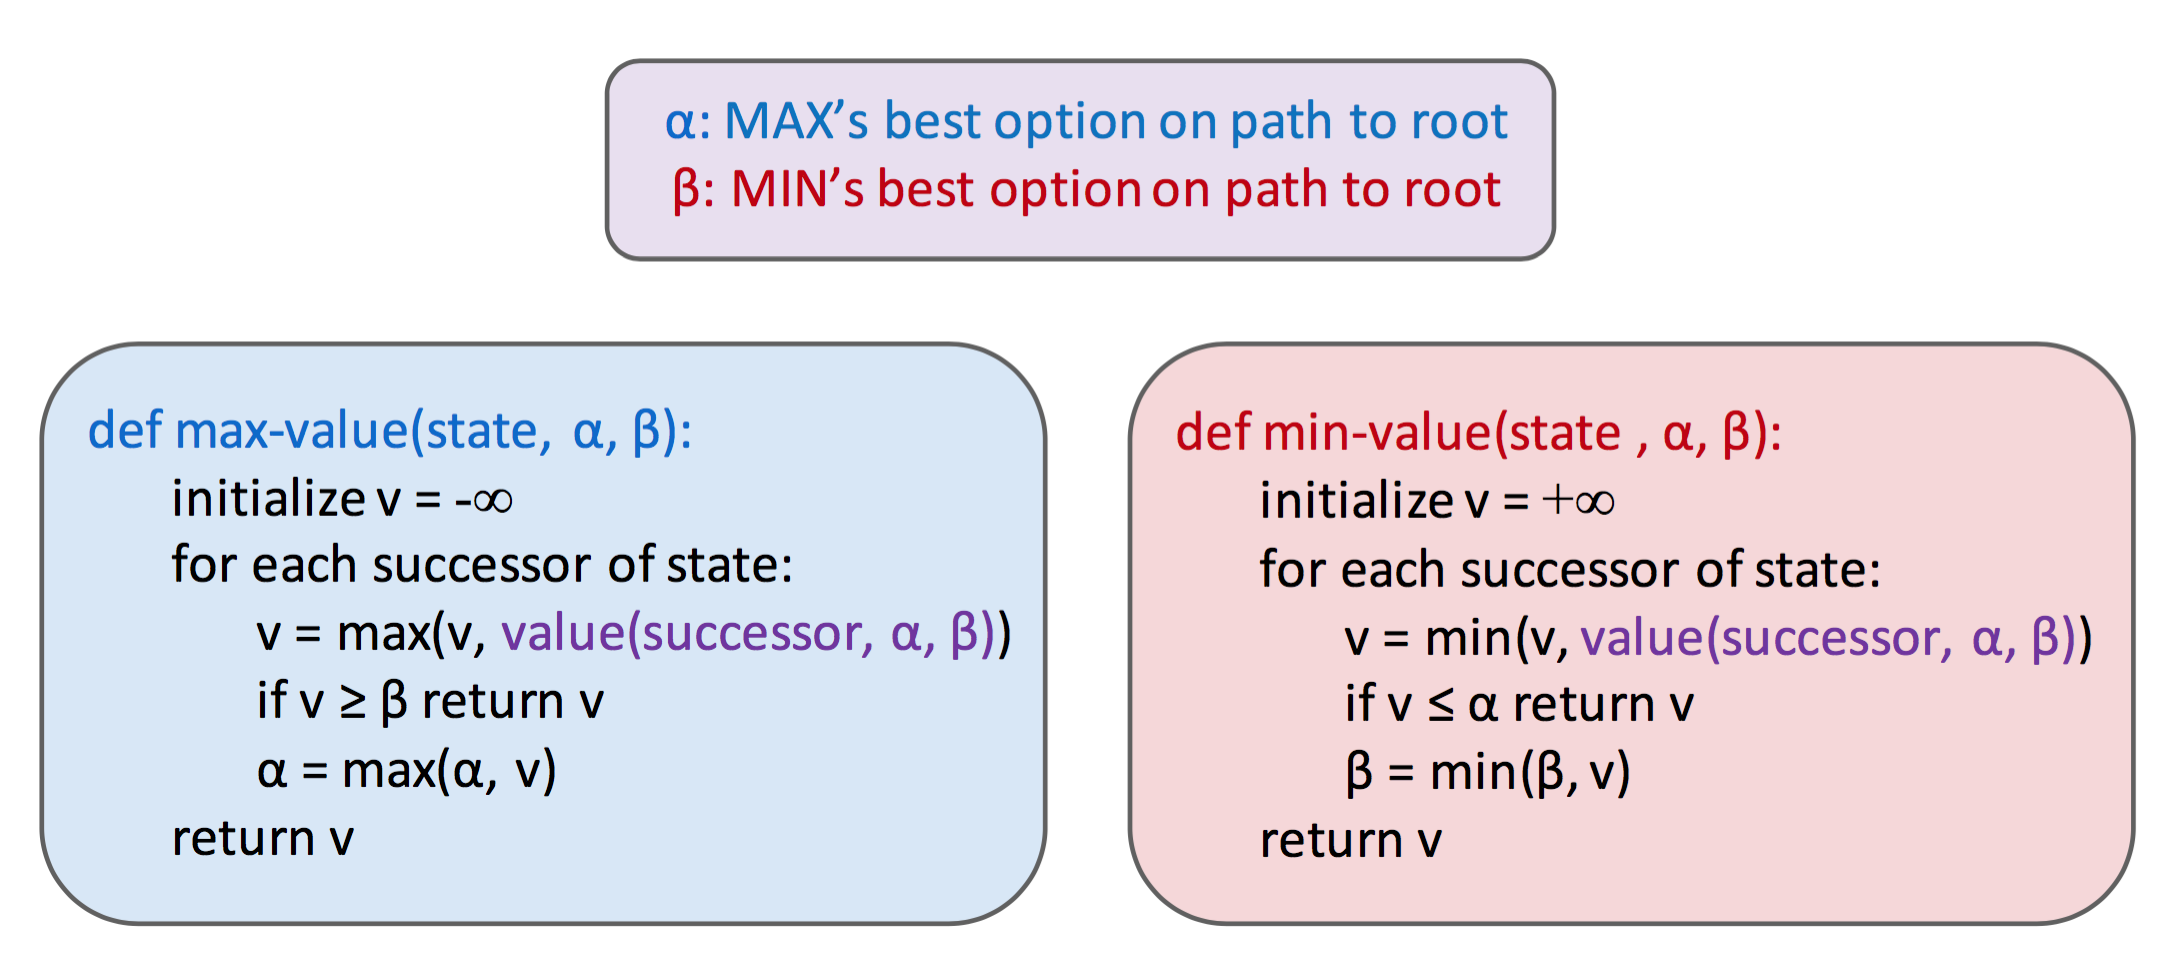 α: MAX’s best option on path to root
β: MIN’s best option on path to root
def max-value(state, α, β):
initialize v = -∞
for each successor of state:
v = max(v, value(successor, α, β))
if v ≥ β return v
α = max(α, v)
return v
def min-value(state , α, β):
initialize v = +∞
for each successor of state:
v = min(v, value(successor, α, β))
if v ≤ α return v
β = min(β, v)
return v